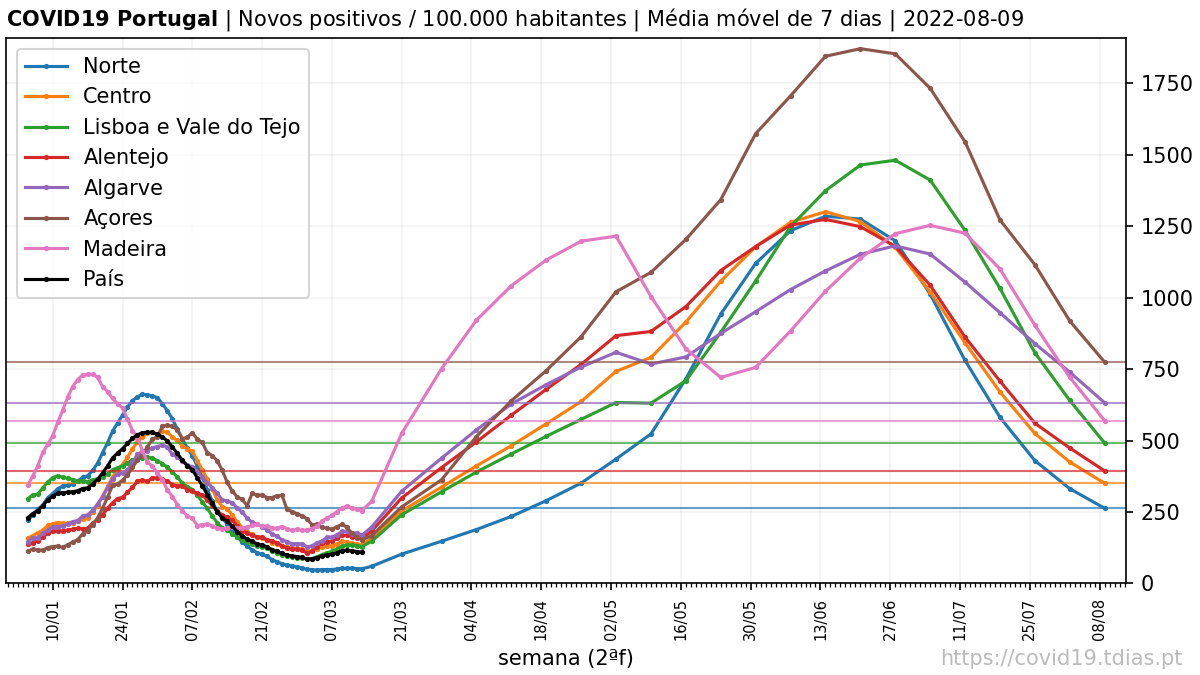 COVID19 Portugal | Novos positivos / 100.000 habitantes | Média móvel de 7 dias | 2022-08-09
Norte
Centro
Lisboa e Vale do Tejo
Alentejo
Algarve
Açores
Madeira
País
1750
1500
1250
1000
750
500
250
0
10/01
24/01
07/02
21/02
07/03
21/03
04/04
18/04
02/05
16/05
30/05
13/06
27/06
11/07
25/07
08/08
semana (2ªf)
https://covid19.tdias.pt